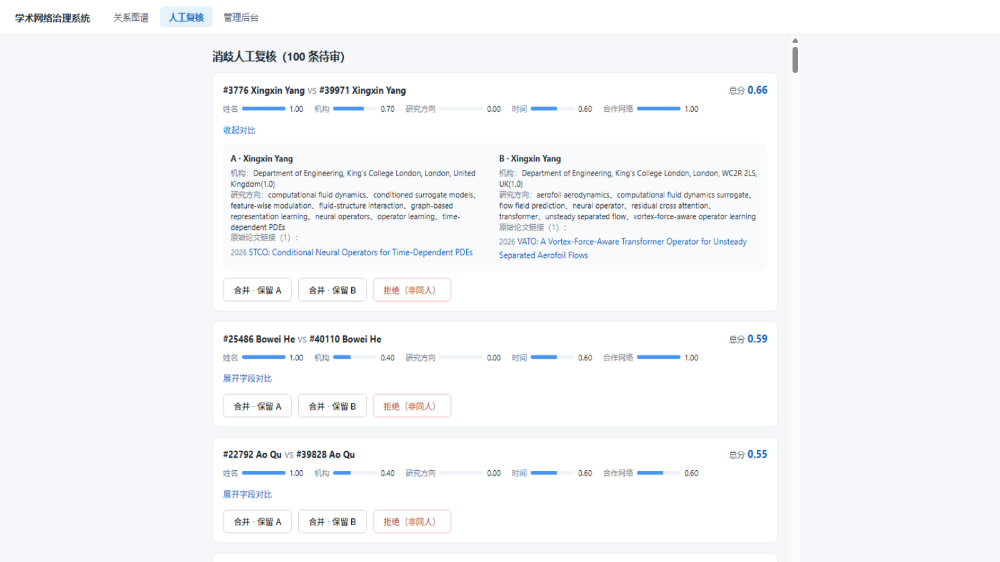 学术网络治理系统 关系图谱 人工复核 管理后台
消歧人工复核（100 条待审）
#3776 Xingxin Yang vs #39971 Xingxin Yang 总分 0.66
姓名 1.00 机构 0.70 研究方向 0.00 时间 0.60 合作网络 1.00
收起对比
A · Xingxin Yang
机构：Department of Engineering, King's College London, London, United
Kingdom(1.0)
研究方向：computational fluid dynamics、conditioned surrogate models、
feature-wise modulation、fluid-structure interaction、graph-based
representation learning、neural operators、operator learning、time-
dependent PDEs
原始论文链接（1）：
2026 STCO: Conditional Neural Operators for Time-Dependent PDEs
B · Xingxin Yang
机构：Department of Engineering, King's College London, London, WC2R 2LS,
UK(1.0)
研究方向：aerofoil aerodynamics、computational fluid dynamics surrogate、
flow field prediction、neural operator、residual cross attention、
transformer、unsteady separated flow、vortex-force-aware operator learning
原始论文链接（1）：
2026 VATO: A Vortex-Force-Aware Transformer Operator for Unsteady
Separated Aerofoil Flows
合并 · 保留 A 合并 · 保留 B 拒绝（非同人）
#25486 Bowei He vs #40110 Bowei He 总分 0.59
姓名 1.00 机构 0.40 研究方向 0.00 时间 0.60 合作网络 1.00
展开字段对比
合并 · 保留 A 合并 · 保留 B 拒绝（非同人）
#22792 Ao Qu vs #39828 Ao Qu 总分 0.55
姓名 1.00 机构 0.40 研究方向 0.00 时间 0.60 合作网络 0.60
展开字段对比
合并 · 保留 A 合并 · 保留 B 拒绝（非同人）